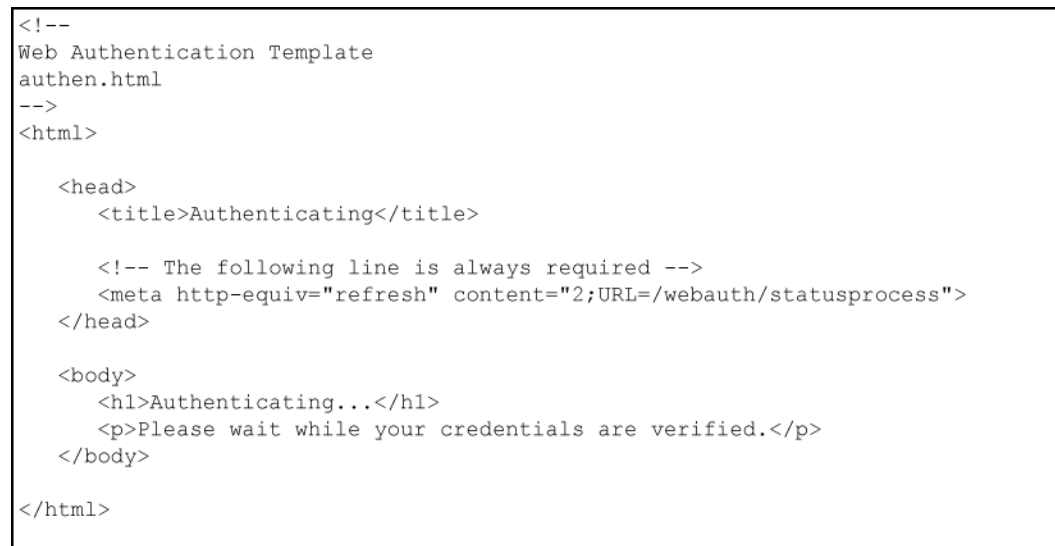 <!--
Web Authentication Template
authen.html
-->
<html>
<head>
<title>Authenticating</title>
<!-- The following line is always required -->
<meta http-equiv="refresh" content="2;URL=/webauth/statusprocess">
</head>
<body>
<h1>Authenticating...</h1>
<p>Please wait while your credentials are verified.</p>
</body>
</html>